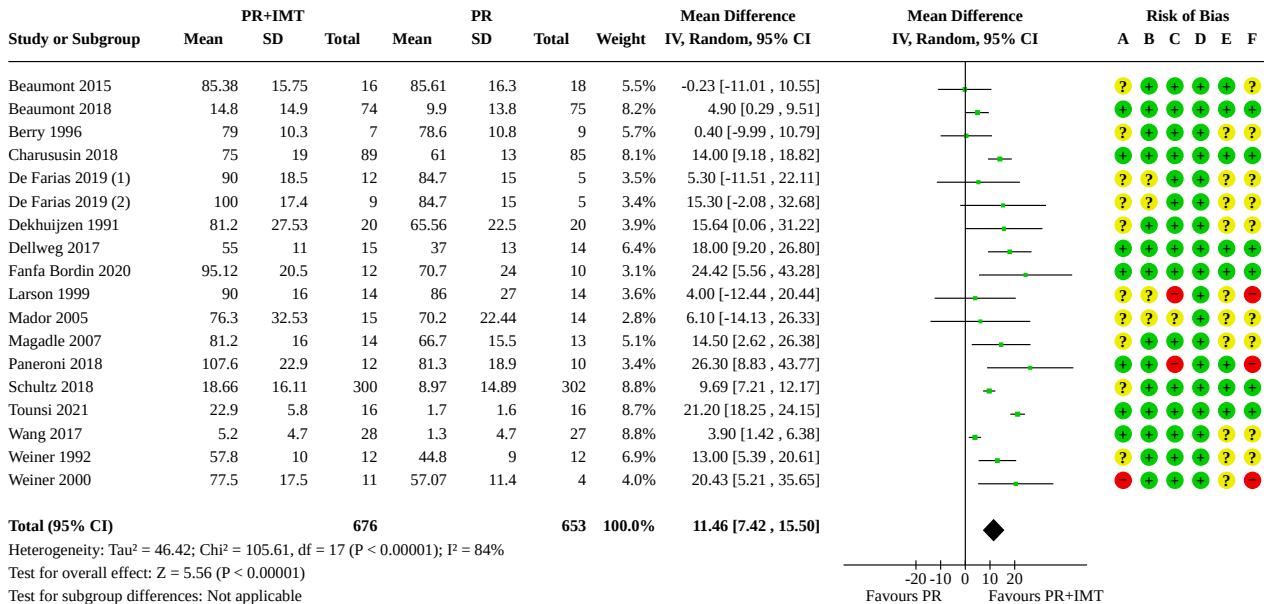 PR+IMT PR Mean Difference Mean Difference Risk of Bias
Study or Subgroup Mean SD Total Mean SD Total Weight IV, Random, 95% CI IV, Random, 95% CI A B C D E F
Beaumont 2015 85.38 15.75 16 85.61 16.3 18 5.5% -0.23 [-11.01 , 10.55] ? + + + + ?
Beaumont 2018 14.8 14.9 74 9.9 13.8 75 8.2% 4.90 [0.29 , 9.51] + + + + + +
Berry 1996 79 10.3 7 78.6 10.8 9 5.7% 0.40 [-9.99 , 10.79] ? + + + ? ?
Charususin 2018 75 19 89 61 13 85 8.1% 14.00 [9.18 , 18.82] + + + + + +
De Farias 2019 (1) 90 18.5 12 84.7 15 5 3.5% 5.30 [-11.51 , 22.11] ? ? + + ? ?
De Farias 2019 (2) 100 17.4 9 84.7 15 5 3.4% 15.30 [-2.08 , 32.68] ? ? + + ? ?
Dekhuijzen 1991 81.2 27.53 20 65.56 22.5 20 3.9% 15.64 [0.06 , 31.22] ? + + + ? ?
Dellweg 2017 55 11 15 37 13 14 6.4% 18.00 [9.20 , 26.80] + + + + + +
Fanfa Bordin 2020 95.12 20.5 12 70.7 24 10 3.1% 24.42 [5.56 , 43.28] + + + + + +
Larson 1999 90 16 14 86 27 14 3.6% 4.00 [-12.44 , 20.44] ? ? − + ? −
Mador 2005 76.3 32.53 15 70.2 22.44 14 2.8% 6.10 [-14.13 , 26.33] ? ? ? + ? ?
Magadle 2007 81.2 16 14 66.7 15.5 13 5.1% 14.50 [2.62 , 26.38] ? + + + ? ?
Paneroni 2018 107.6 22.9 12 81.3 18.9 10 3.4% 26.30 [8.83 , 43.77] + + − + + −
Schultz 2018 18.66 16.11 300 8.97 14.89 302 8.8% 9.69 [7.21 , 12.17] ? + + + + +
Tounsi 2021 22.9 5.8 16 1.7 1.6 16 8.7% 21.20 [18.25 , 24.15] + + + + + +
Wang 2017 5.2 4.7 28 1.3 4.7 27 8.8% 3.90 [1.42 , 6.38] + + + + ? ?
Weiner 1992 57.8 10 12 44.8 9 12 6.9% 13.00 [5.39 , 20.61] ? + + + ? ?
Weiner 2000 77.5 17.5 11 57.07 11.4 4 4.0% 20.43 [5.21 , 35.65] − + + + ? −
Total (95% CI) 676 653 100.0% 11.46 [7.42 , 15.50]
Heterogeneity: Tau² = 46.42; Chi² = 105.61, df = 17 (P < 0.00001); I² = 84%
Test for overall effect: Z = 5.56 (P < 0.00001) -20 -10 0 10 20
Test for subgroup differences: Not applicable Favours PR Favours PR+IMT